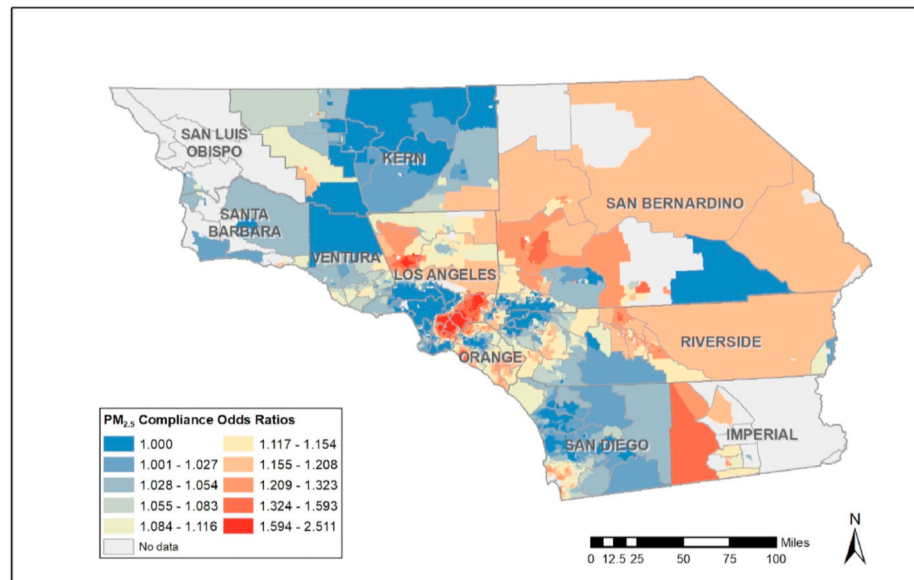 SAN LUIS
OBISPO
KERN
SANTA
BARBARA
VENTURA
LOS ANGELES
SAN BERNARDINO
ORANGE
RIVERSIDE
SAN DIEGO
IMPERIAL
PM2.5 Compliance Odds Ratios
1.000
1.001 - 1.027
1.028 - 1.054
1.055 - 1.083
1.084 - 1.116
No data
1.117 - 1.154
1.155 - 1.208
1.209 - 1.323
1.324 - 1.593
1.594 - 2.511
N
Miles
0 12.5 25 50 75 100